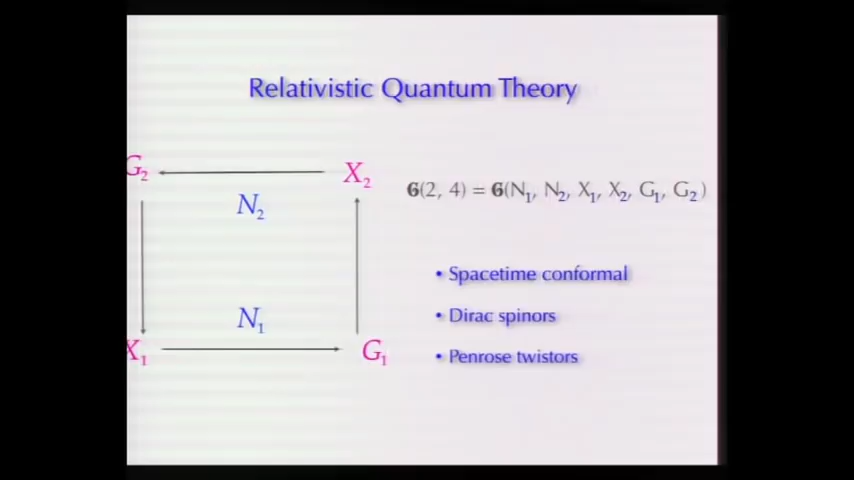 Relativistic Quantum Theory
G₂ X₂
N₂
6(2, 4) = 6(N₁, N₂, X₁, X₂, G₁, G₂)
• Spacetime conformal
• Dirac spinors
N₁
X₁ G₁
• Penrose twistors